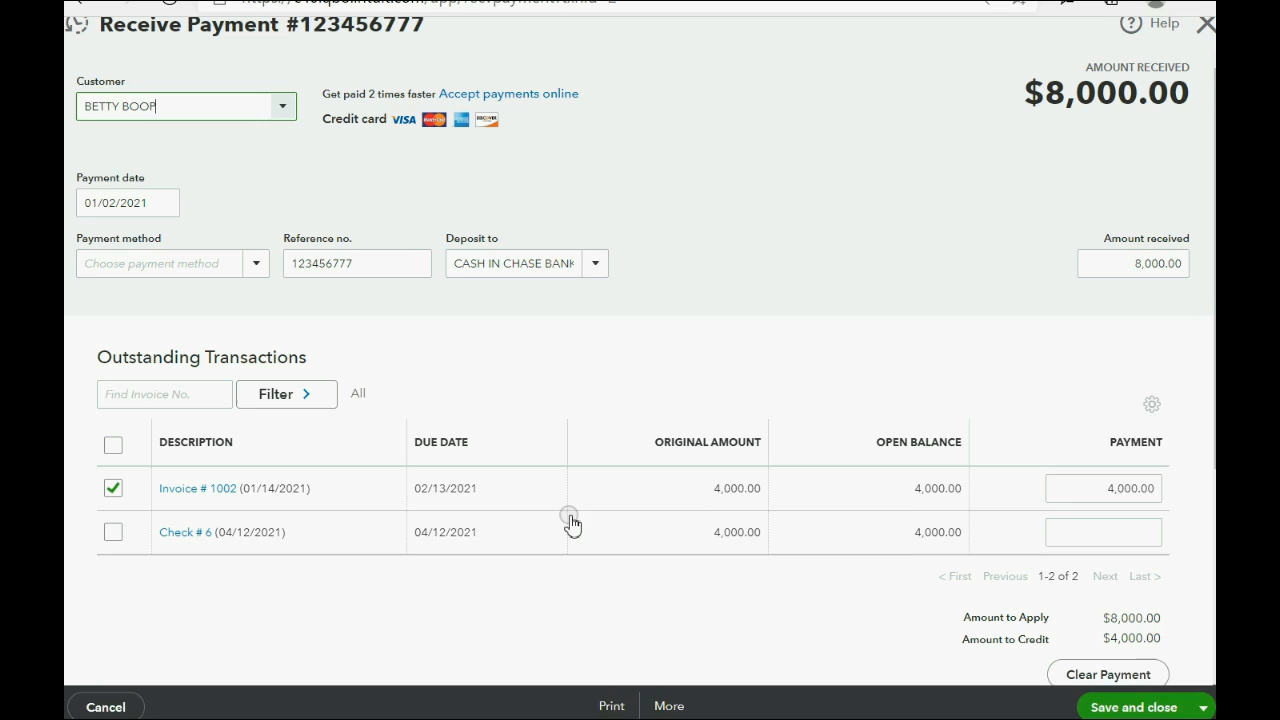 Receive Payment #123456777
Help
Customer
BETTY BOOP
Get paid 2 times faster Accept payments online
Credit card VISA
DISCOVER
AMOUNT RECEIVED
$8,000.00
Payment date
01/02/2021
Payment method
Reference no.
Deposit to
Amount received
Choose payment method
123456777
CASH IN CHASE BANK
8,000.00
Outstanding Transactions
Find Invoice No.
Filter >
All
DESCRIPTION
DUE DATE
ORIGINAL AMOUNT
OPEN BALANCE
PAYMENT
Invoice # 1002 (01/14/2021)
02/13/2021
4,000.00
4,000.00
4,000.00
Check # 6 (04/12/2021)
04/12/2021
4,000.00
4,000.00
< First Previous 1-2 of 2 Next Last >
Amount to Apply $8,000.00
Amount to Credit $4,000.00
Clear Payment
Cancel
Print
More
Save and close